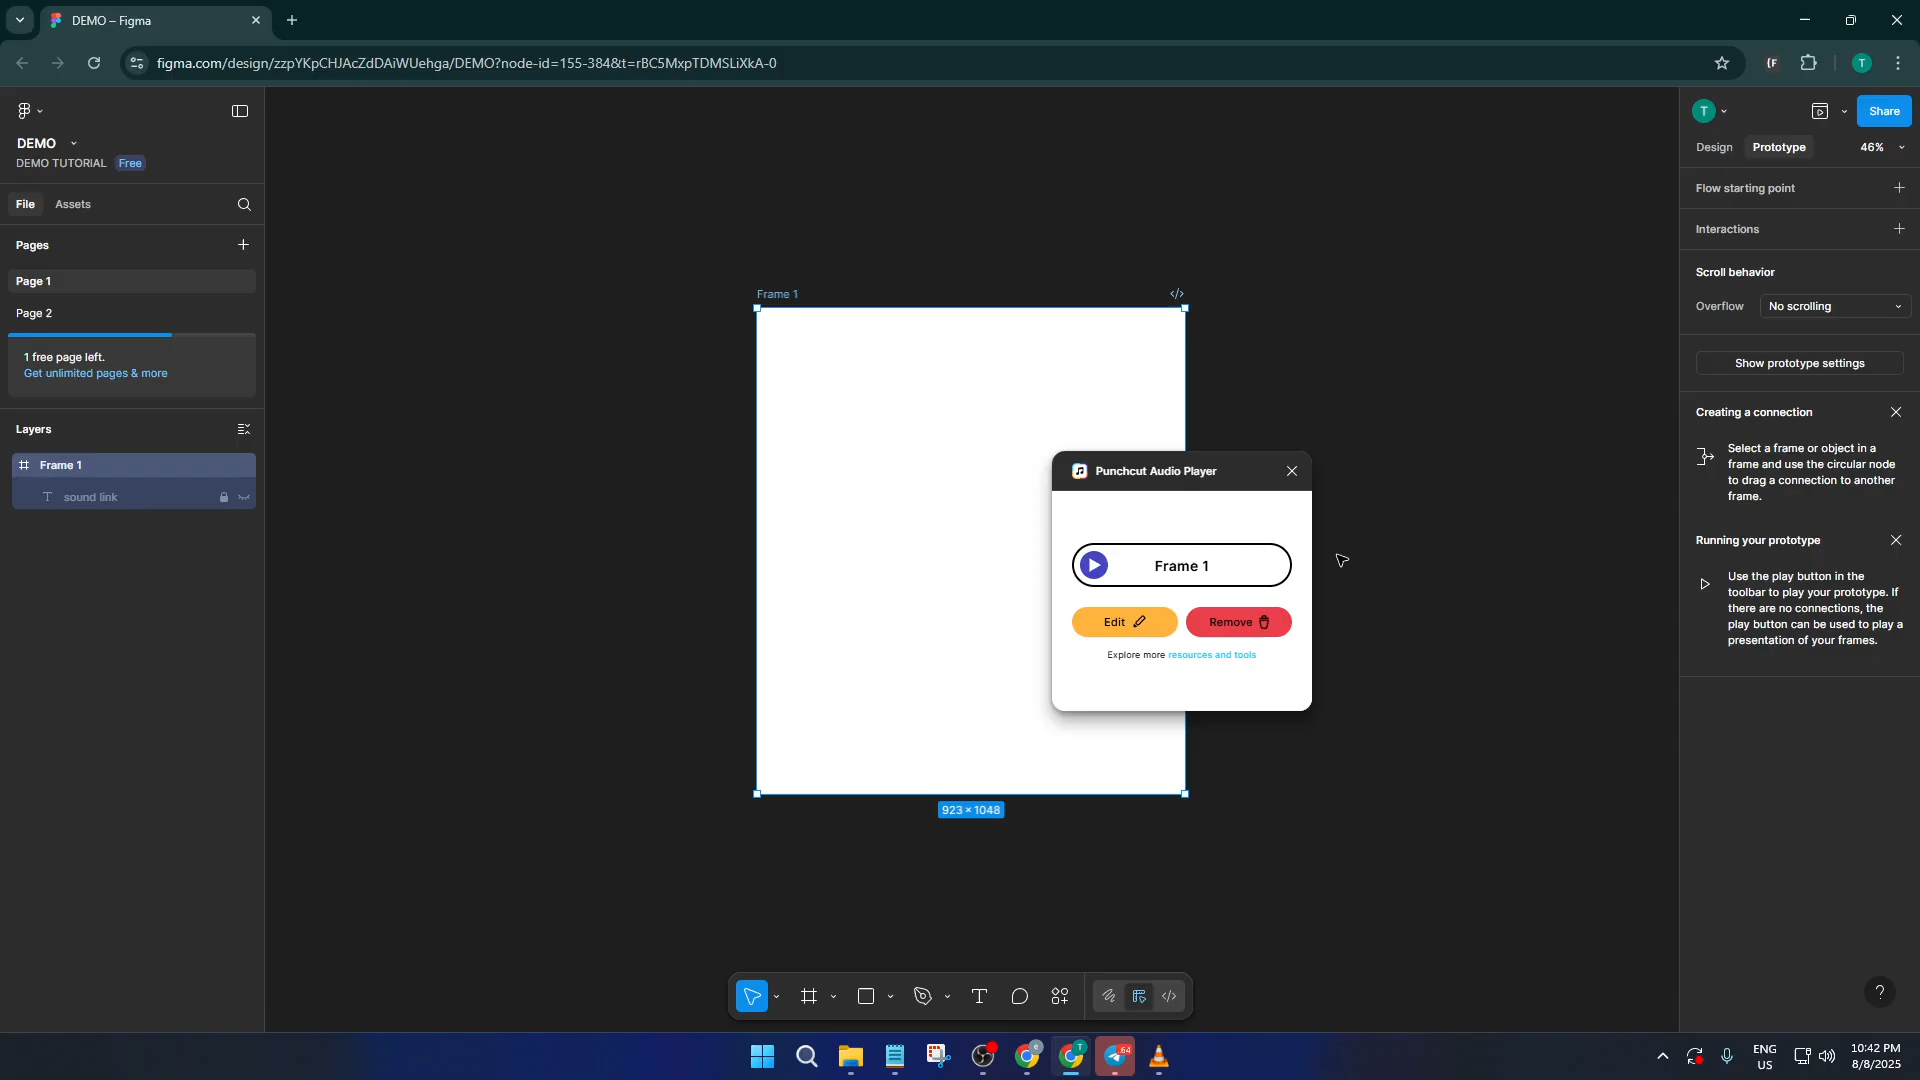 DEMO – Figma
figma.com/design/zzpYKpCHJAcZdDAiWUehga/DEMO?node-id=155-384&t=rBC5MxpTDMSLiXkA-0
T
DEMO
DEMO TUTORIAL Free
File Assets
Pages
Page 1
Page 2
1 free page left.
Get unlimited pages & more
Layers
Frame 1
sound link
Frame 1
923 × 1048
Punchcut Audio Player
Frame 1
Edit
Remove
Explore more resources and tools
T
Share
Design Prototype 46%
Flow starting point
Interactions
Scroll behavior
Overflow No scrolling
Show prototype settings
Creating a connection
Select a frame or object in a
frame and use the circular node
to drag a connection to another
frame.
Running your prototype
Use the play button in the
toolbar to play your prototype. If
there are no connections, the
play button can be used to play a
presentation of your frames.
?
64
ENG
US
10:42 PM
8/8/2025